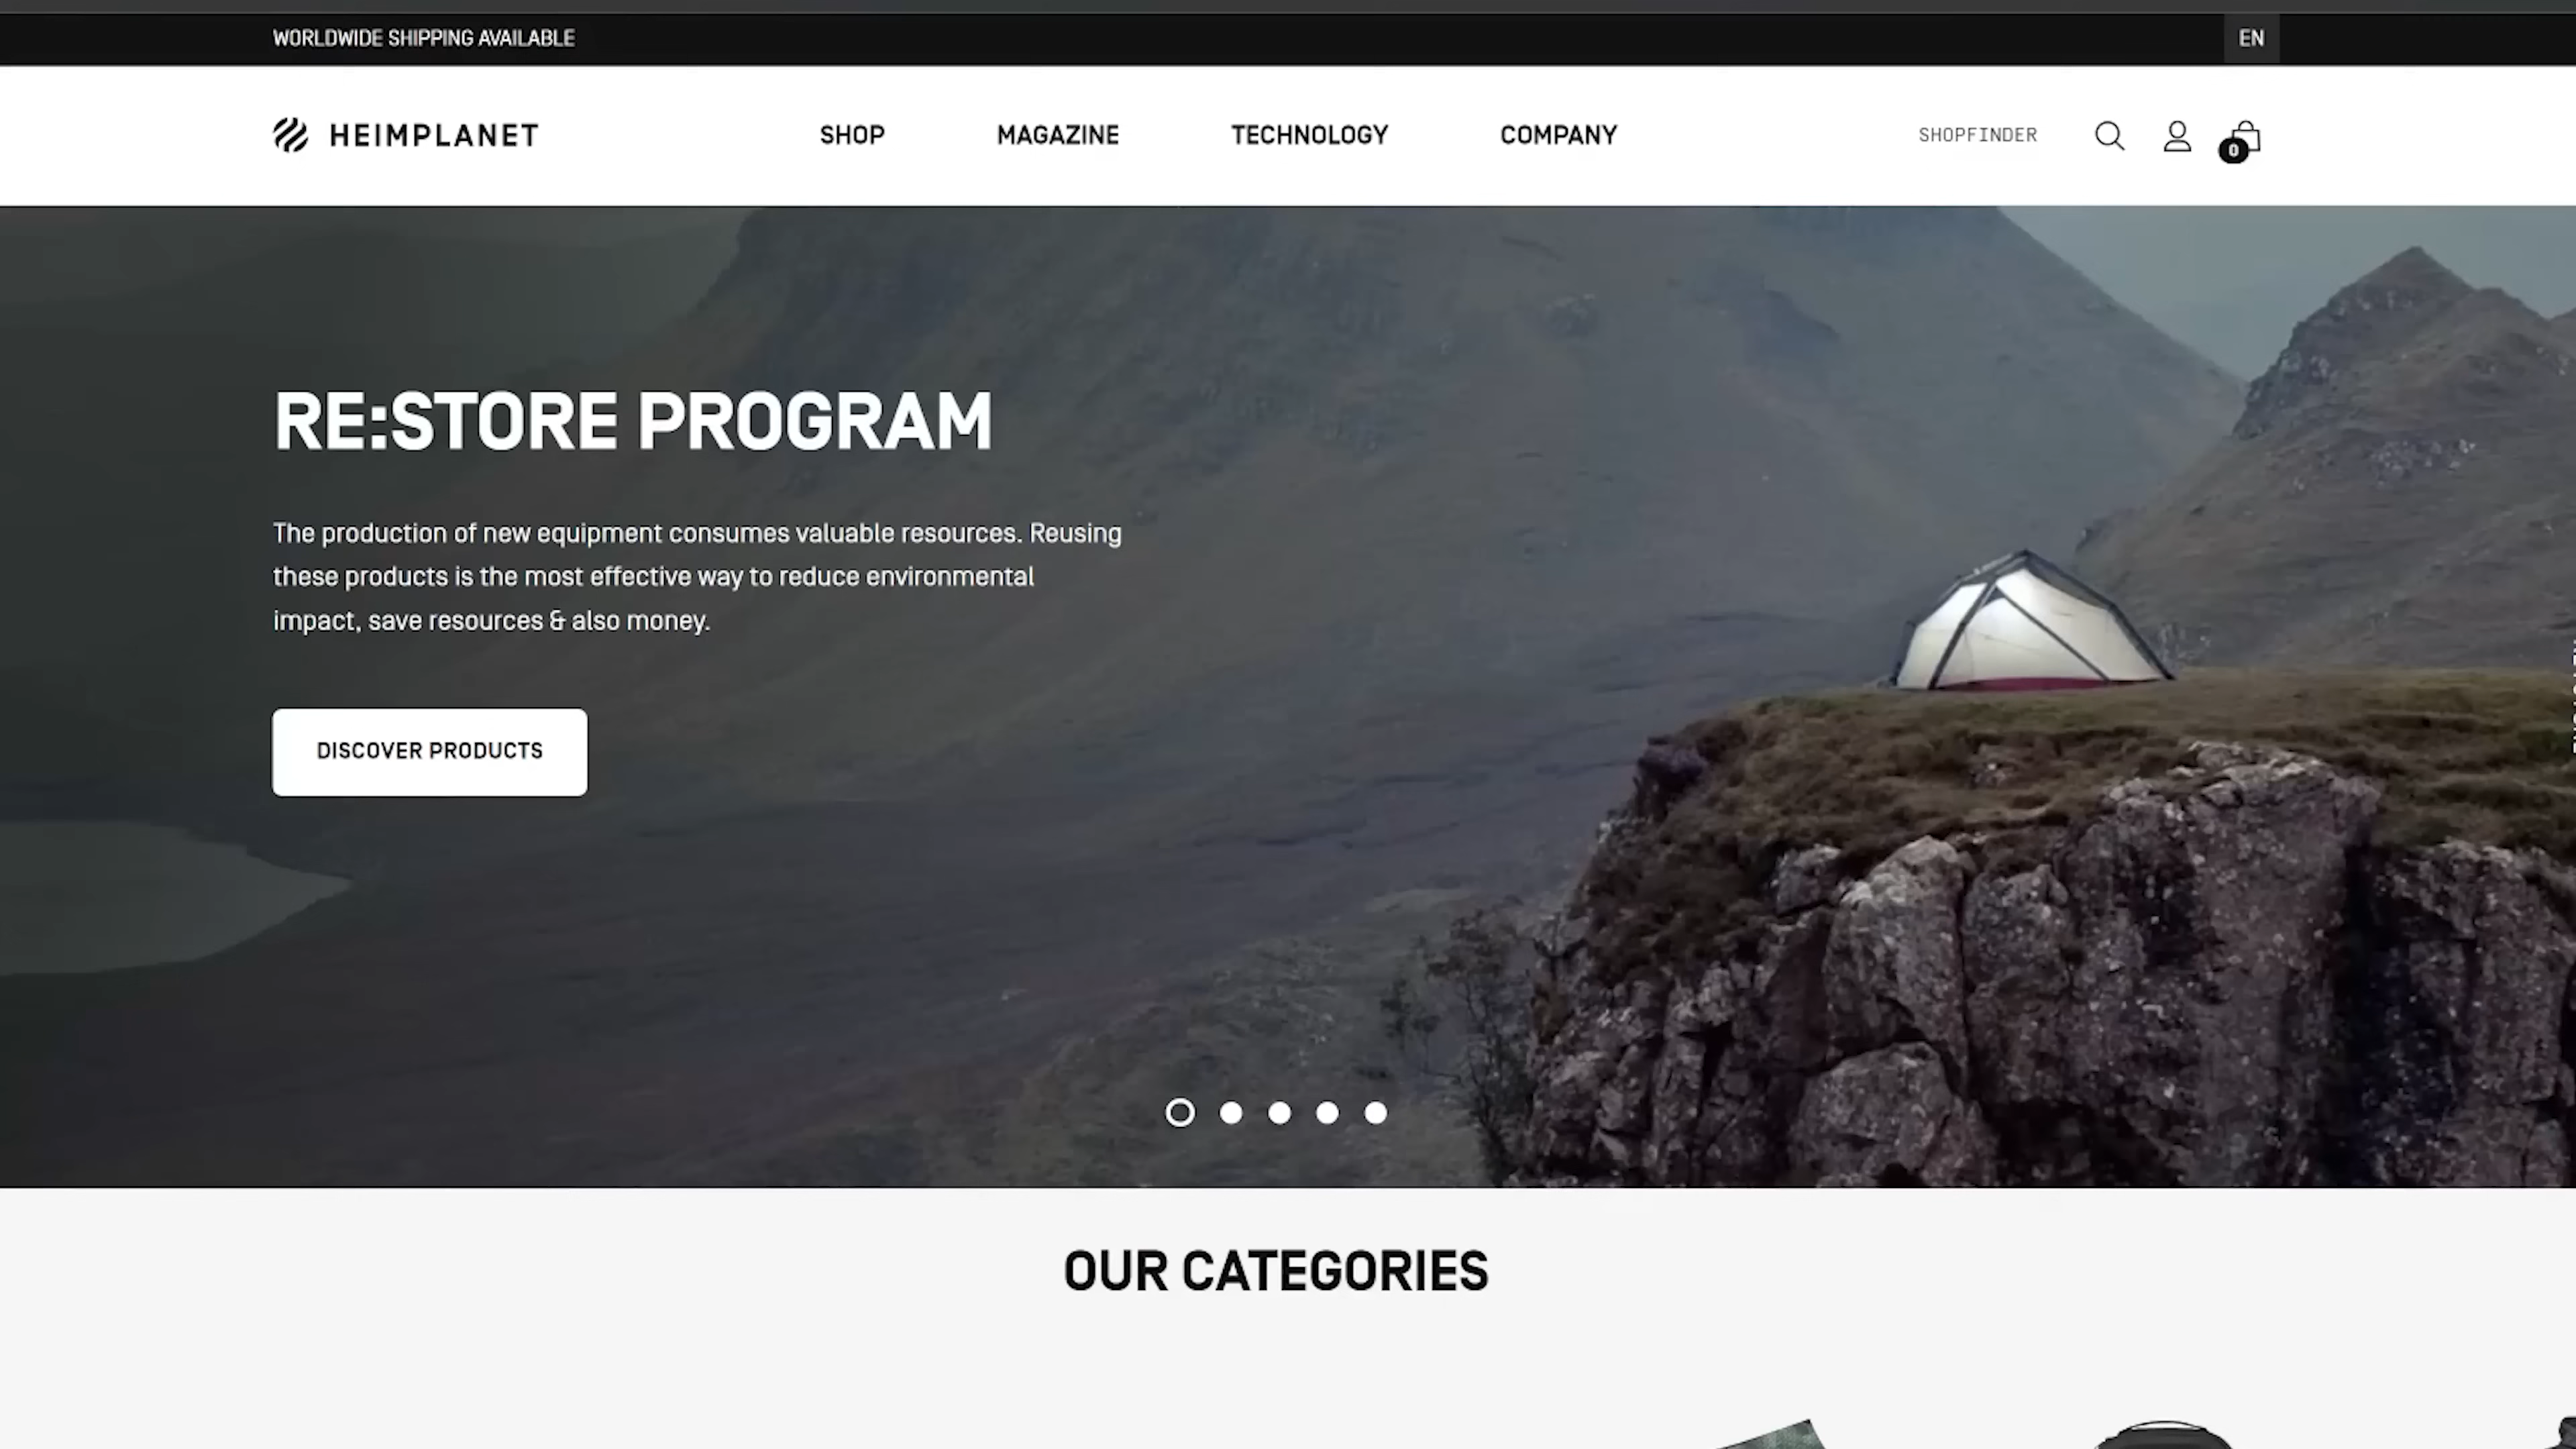 WORLDWIDE SHIPPING AVAILABLE
EN
HEIMPLANET
SHOP
MAGAZINE
TECHNOLOGY
COMPANY
SHOPFINDER
0
RE:STORE PROGRAM
The production of new equipment consumes valuable resources. Reusing
these products is the most effective way to reduce environmental
impact, save resources & also money.
DISCOVER PRODUCTS
OUR CATEGORIES